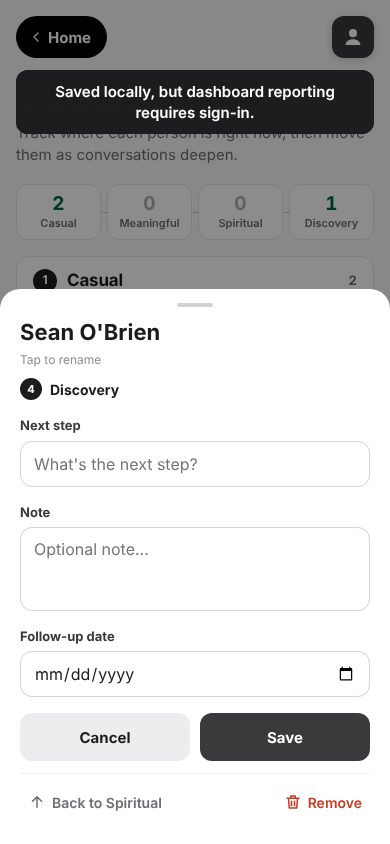 Home
Saved locally, but dashboard reporting
requires sign-in.
Track where each person is right now, then move
them as conversations deepen.
2
Casual
0
Meaningful
0
Spiritual
1
Discovery
1 Casual 2
Sean O'Brien
Tap to rename
4 Discovery
Next step
What's the next step?
Note
Optional note...
Follow-up date
mm/dd/yyyy
Cancel Save
Back to Spiritual Remove